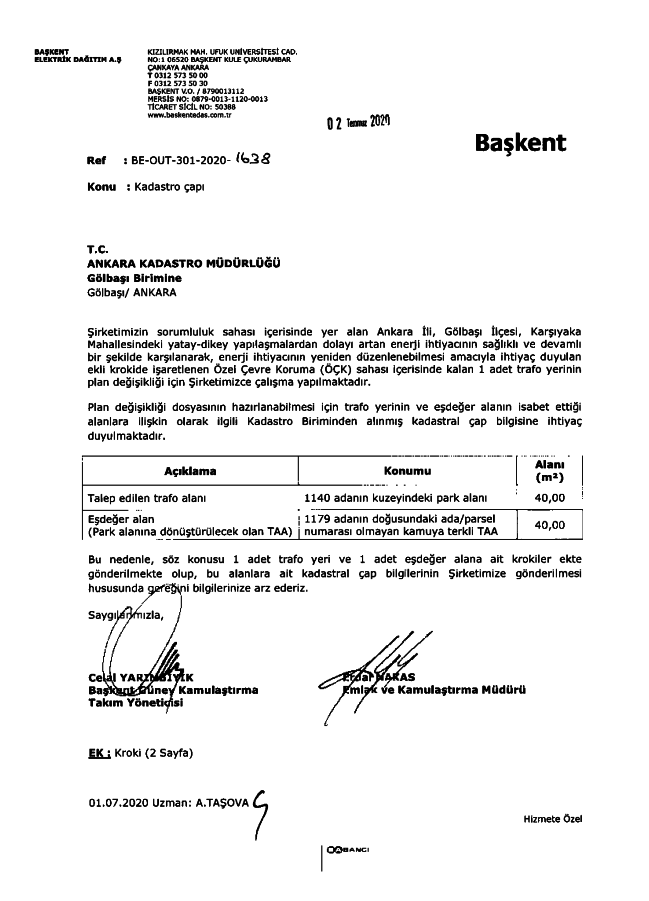 BAŞKENT
ELEKTRİK DAĞITIM A.Ş
KIZILIRMAK MAH. UFUK UNİVERSİTESİ CAD.
NO:1 06520 BAŞKENT KULE ÇUKURAMBAR
ÇANKAYA ANKARA
T 0312 573 50 00
F 0312 573 50 30
BAŞKENT V.O. / 8790013112
MERSİS NO: 0879-0013-1120-0013
TİCARET SİCİL NO: 50388
www.baskentedas.com.tr
02 Temmuz 2020
Başkent
Ref : BE-OUT-301-2020- 1638
Konu : Kadastro çapı
T.C.
ANKARA KADASTRO MÜDÜRLÜĞÜ
Gölbaşı Birimine
Gölbaşı/ ANKARA
Şirketimizin sorumluluk sahası içerisinde yer alan Ankara İli, Gölbaşı İlçesi, Karşıyaka
Mahallesindeki yatay-dikey yapılaşmalardan dolayı artan enerji ihtiyacının sağlıklı ve devamlı
bir şekilde karşılanarak, enerji ihtiyacının yeniden düzenlenebilmesi amacıyla ihtiyaç duyulan
ekli krokide işaretlenen Özel Çevre Koruma (ÖÇK) sahası içerisinde kalan 1 adet trafo yerinin
plan değişikliği için Şirketimizce çalışma yapılmaktadır.
Plan değişikliği dosyasının hazırlanabilmesi için trafo yerinin ve eşdeğer alanın isabet ettiği
alanlara ilişkin olarak ilgili Kadastro Biriminden alınmış kadastral çap bilgisine ihtiyaç
duyulmaktadır.
Açıklama Konumu Alanı (m²)
Talep edilen trafo alanı 1140 adanın kuzeyindeki park alanı 40,00
Eşdeğer alan 1179 adanın doğusundaki ada/parsel
(Park alanına dönüştürülecek olan TAA) numarası olmayan kamuya terkli TAA 40,00
Bu nedenle, söz konusu 1 adet trafo yeri ve 1 adet eşdeğer alana ait krokiler ekte
gönderilmekte olup, bu alanlara ait kadastral çap bilgilerinin Şirketimize gönderilmesi
hususunda gereğini bilgilerinize arz ederiz.
Saygılarımızla,
Celal
Başkent Güney Kamulaştırma
Takım Yöneticisi
Emlak ve Kamulaştırma Müdürü
EK : Kroki (2 Sayfa)
01.07.2020 Uzman: A.TAŞOVA
Hizmete Özel
SABANCI